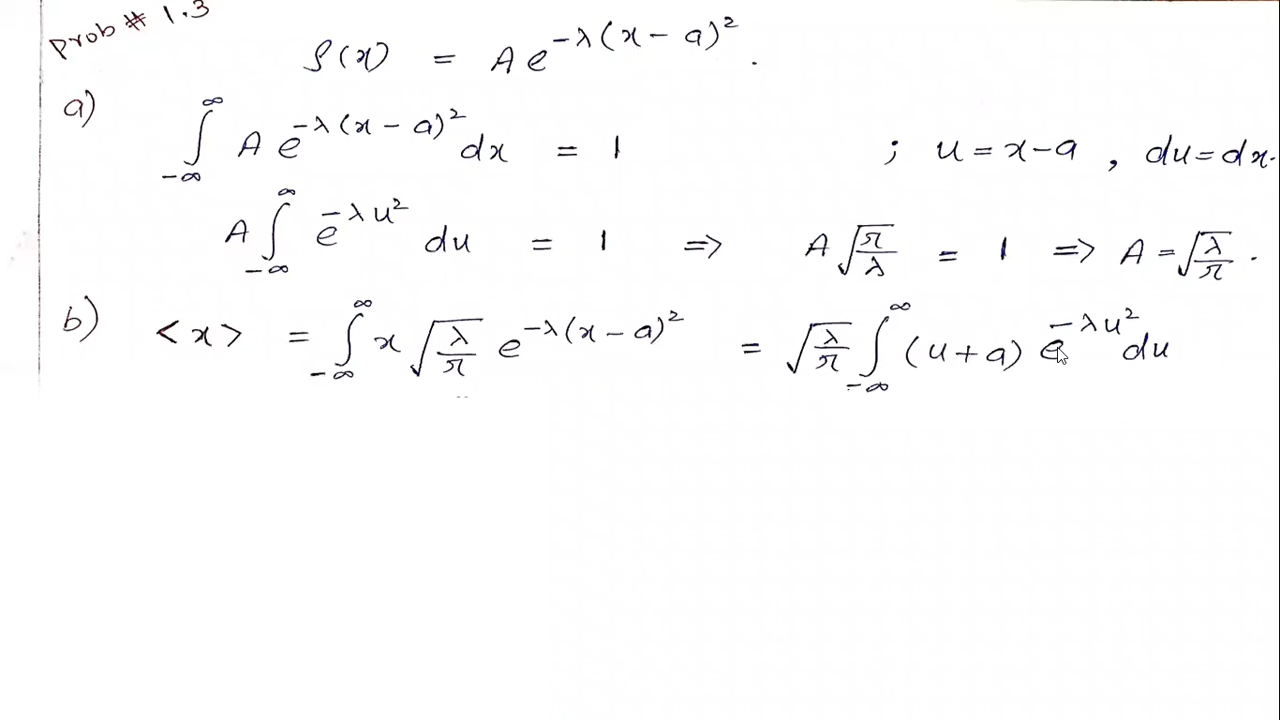 Prob # 1.3
ρ(x) = A e^{-λ(x-a)^2} .
a) ∫_{-∞}^{∞} A e^{-λ(x-a)^2} dx = 1 ; u = x-a , du = dx.
A ∫_{-∞}^{∞} e^{-λu^2} du = 1 => A √(π/λ) = 1 => A = √(λ/π) .
b) <x> = ∫_{-∞}^{∞} x √(λ/π) e^{-λ(x-a)^2} = √(λ/π) ∫_{-∞}^{∞} (u+a) e^{-λu^2} du